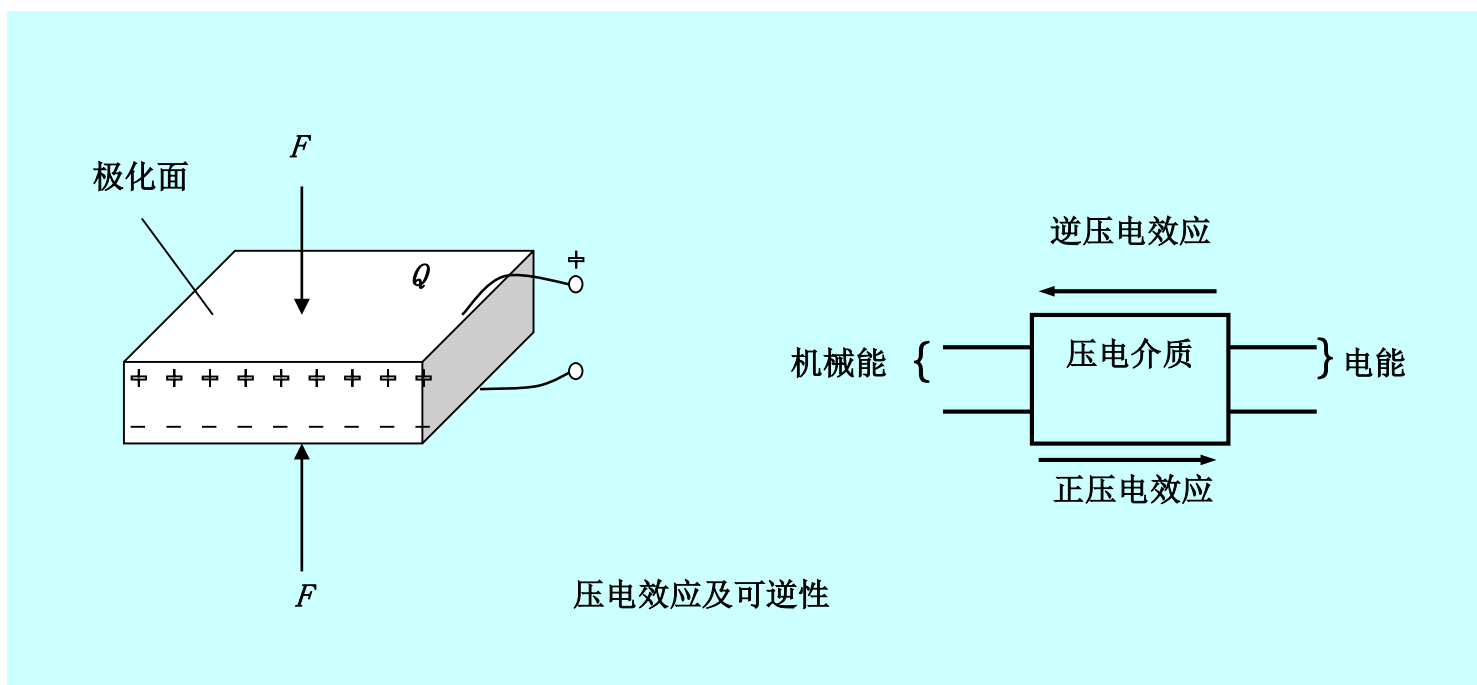 F
极化面
Q
+
+ + + + + + + + +
− − − − − − − − −
F
逆压电效应
机械能 {
压电介质
} 电能
正压电效应
压电效应及可逆性